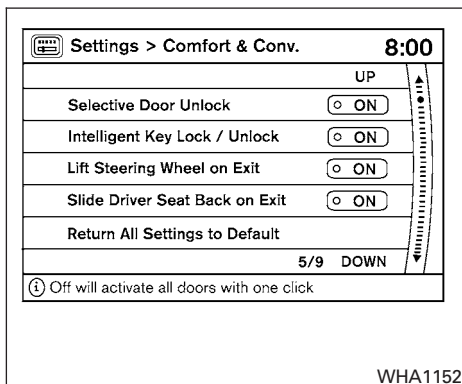 Settings > Comfort & Conv. 8:00
UP
Selective Door Unlock ON
Intelligent Key Lock / Unlock ON
Lift Steering Wheel on Exit ON
Slide Driver Seat Back on Exit ON
Return All Settings to Default
5/9 DOWN
i Off will activate all doors with one click
WHA1152